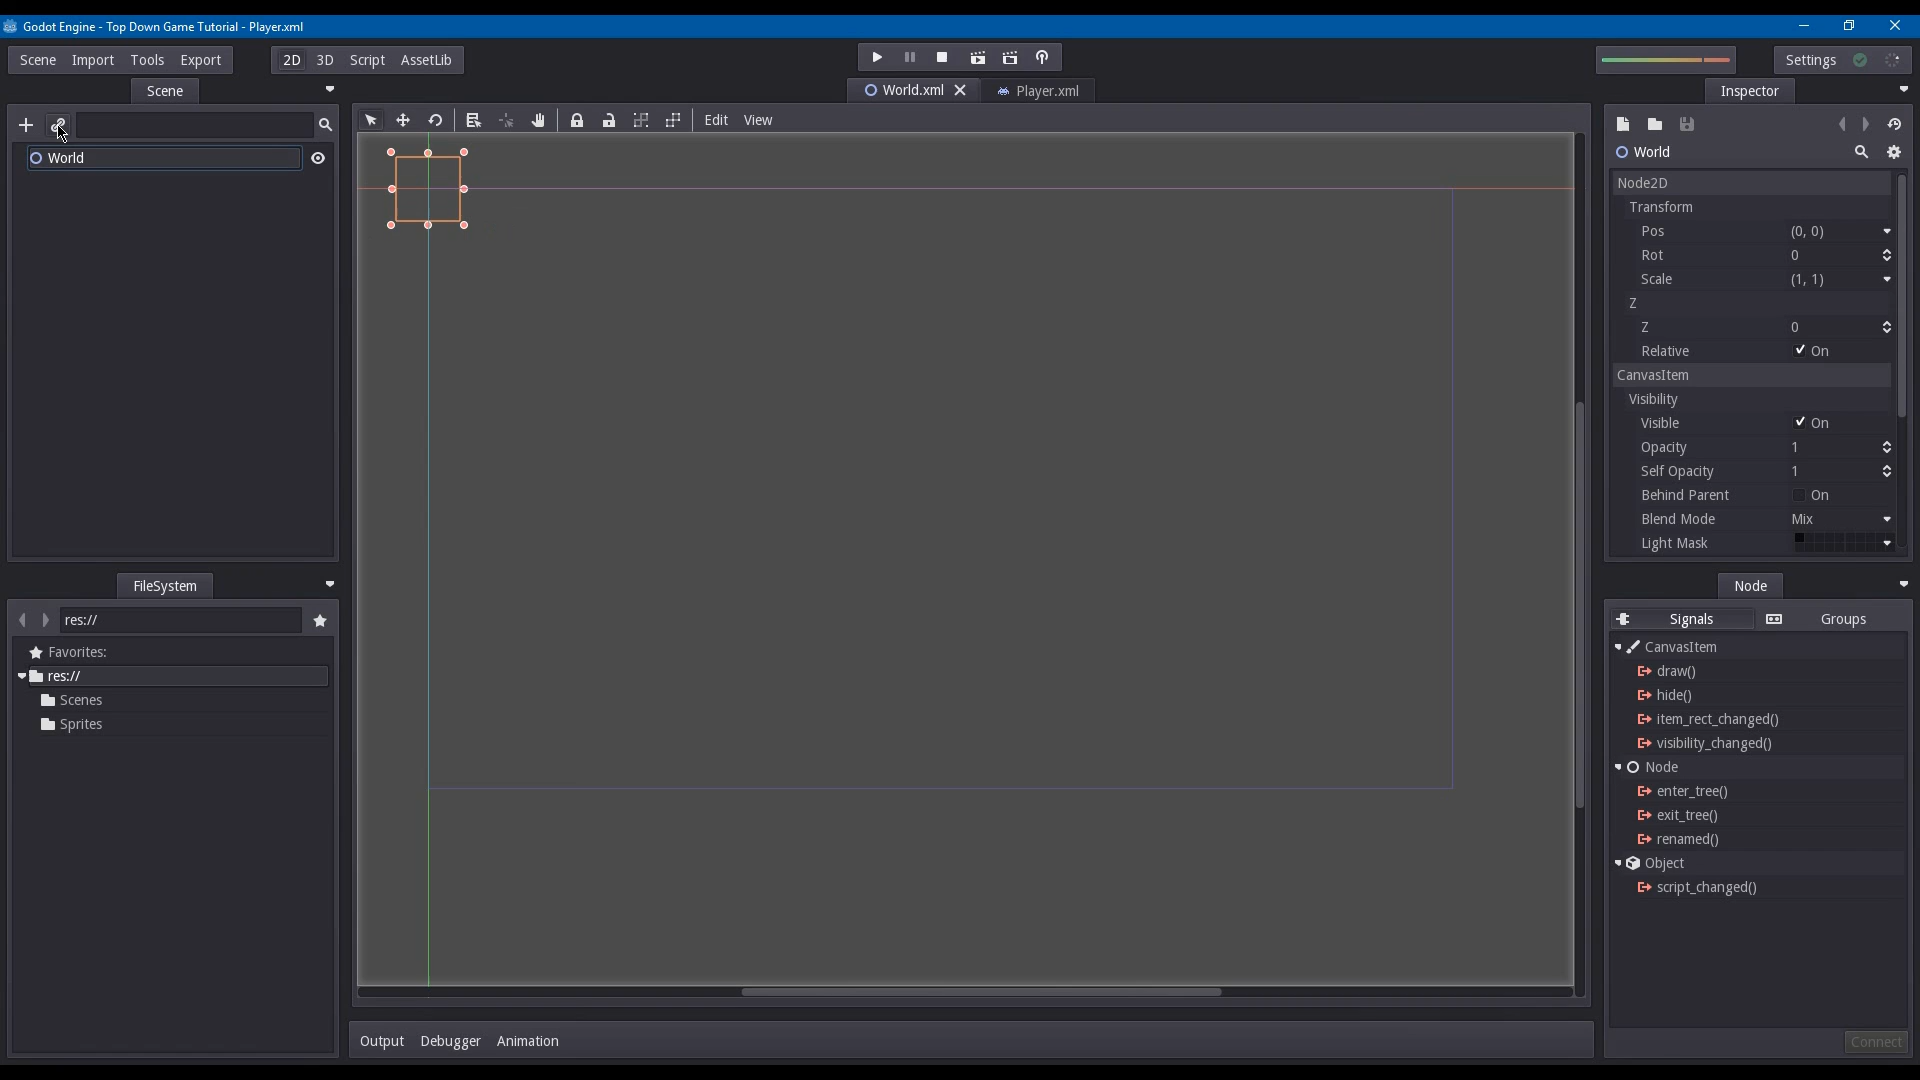 Godot Engine - Top Down Game Tutorial - Player.xml
Scene Import Tools Export 2D 3D Script AssetLib Settings
Scene World.xml Player.xml Inspector
Edit View
World
World
Node2D
Transform
Pos (0, 0)
Rot 0
Scale (1, 1)
Z
Z 0
Relative On
CanvasItem
Visibility
Visible On
Opacity 1
Self Opacity 1
Behind Parent On
Blend Mode Mix
Light Mask
FileSystem
res://
Favorites:
res://
Scenes
Sprites
Node
Signals Groups
CanvasItem
draw()
hide()
item_rect_changed()
visibility_changed()
Node
enter_tree()
exit_tree()
renamed()
Object
script_changed()
Connect
Output Debugger Animation